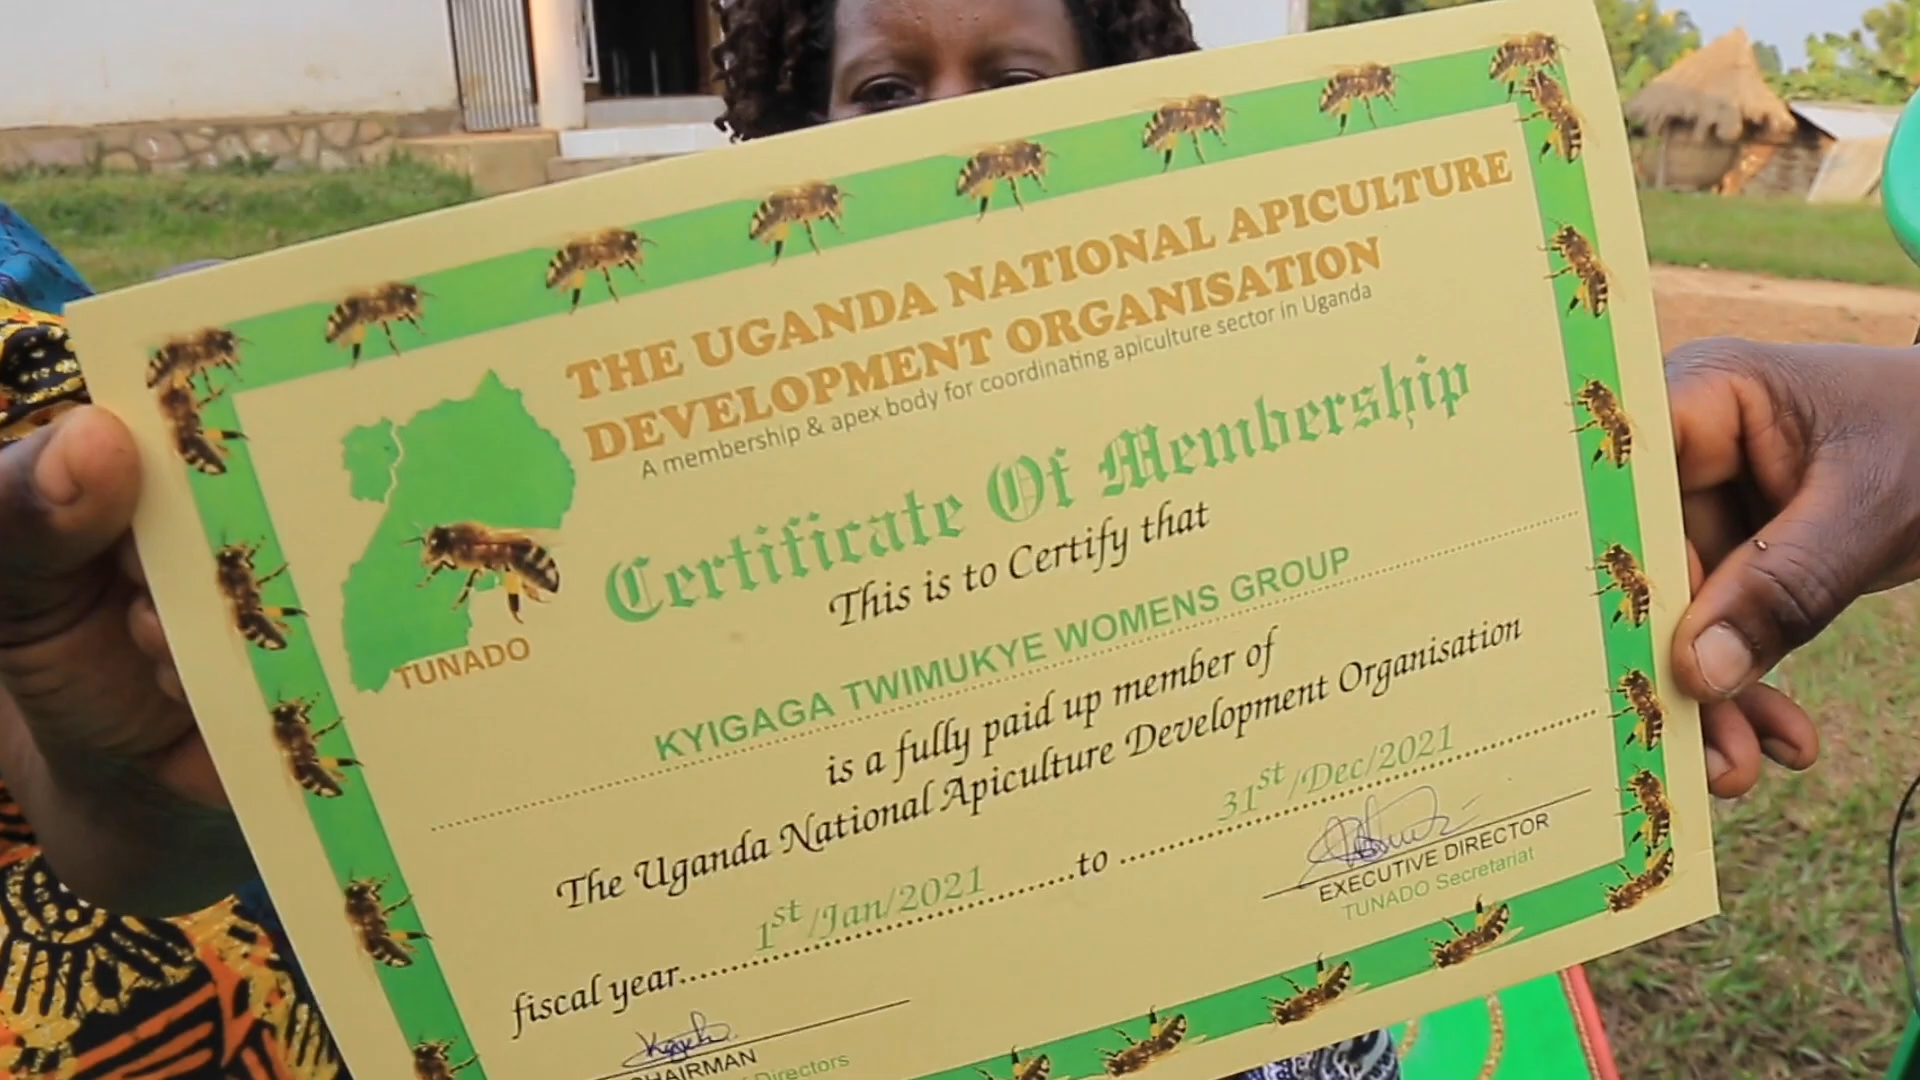 THE UGANDA NATIONAL APICULTURE
DEVELOPMENT ORGANISATION
A membership & apex body for coordinating apiculture sector in Uganda
Certificate Of Membership
This is to Certify that
KYIGAGA TWIMUKYE WOMENS GROUP
is a fully paid up member of
The Uganda National Apiculture Development Organisation
fiscal year 1st/Jan/2021 to 31st/Dec/2021
TUNADO
EXECUTIVE DIRECTOR
TUNADO Secretariat
HAIRMAN
Directors